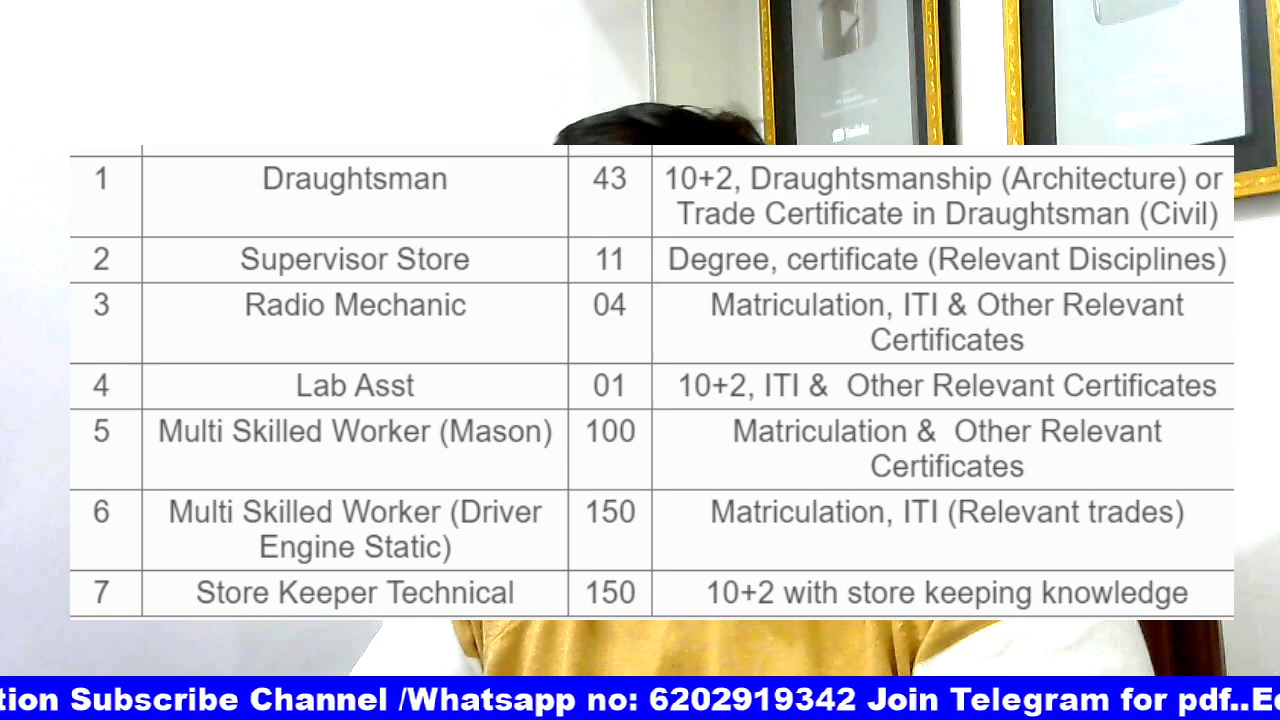 YouTube
1 Draughtsman 43 10+2, Draughtsmanship (Architecture) or
Trade Certificate in Draughtsman (Civil)
2 Supervisor Store 11 Degree, certificate (Relevant Disciplines)
3 Radio Mechanic 04 Matriculation, ITI & Other Relevant
Certificates
4 Lab Asst 01 10+2, ITI & Other Relevant Certificates
5 Multi Skilled Worker (Mason) 100 Matriculation & Other Relevant
Certificates
6 Multi Skilled Worker (Driver 150 Matriculation, ITI (Relevant trades)
Engine Static)
7 Store Keeper Technical 150 10+2 with store keeping knowledge
tion Subscribe Channel /Whatsapp no: 6202919342 Join Telegram for pdf..Ed